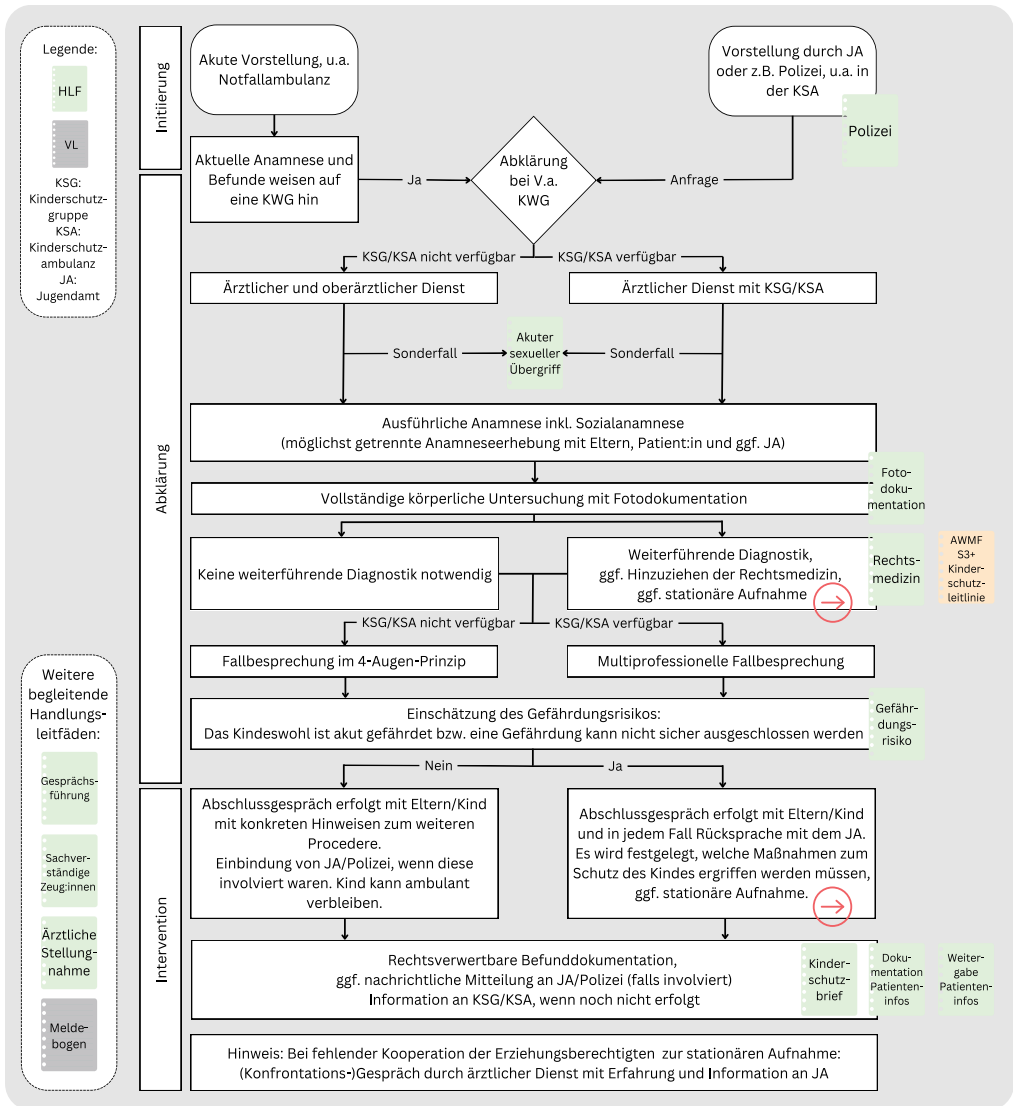 Legende:
HLF
VL
KSG:
Kinderschutz-
gruppe
KSA:
Kinderschutz-
ambulanz
JA:
Jugendamt
Initiierung
Akute Vorstellung, u.a.
Notfallambulanz
Vorstellung durch JA
oder z.B. Polizei, u.a. in
der KSA
Polizei
Aktuelle Anamnese und
Befunde weisen auf
eine KWG hin
Ja
Abklärung
bei V.a.
KWG
Anfrage
Abklärung
KSG/KSA nicht verfügbar
KSG/KSA verfügbar
Ärztlicher und oberärztlicher Dienst
Ärztlicher Dienst mit KSG/KSA
Sonderfall
Akuter
sexueller
Übergriff
Sonderfall
Ausführliche Anamnese inkl. Sozialanamnese
(möglichst getrennte Anamneseerhebung mit Eltern, Patient:in und ggf. JA)
Vollständige körperliche Untersuchung mit Fotodokumentation
Foto-
doku-
mentation
Keine weiterführende Diagnostik notwendig
Weiterführende Diagnostik,
ggf. Hinzuziehen der Rechtsmedizin,
ggf. stationäre Aufnahme
Rechts-
medizin
AWMF
S3+
Kinder-
schutz-
leitlinie
KSG/KSA nicht verfügbar
KSG/KSA verfügbar
Fallbesprechung im 4-Augen-Prinzip
Multiprofessionelle Fallbesprechung
Einschätzung des Gefährdungsrisikos:
Das Kindeswohl ist akut gefährdet bzw. eine Gefährdung kann nicht sicher ausgeschlossen werden
Gefähr-
dungs-
risiko
Nein
Ja
Intervention
Abschlussgespräch erfolgt mit Eltern/Kind
mit konkreten Hinweisen zum weiteren
Procedere.
Einbindung von JA/Polizei, wenn diese
involviert waren. Kind kann ambulant
verbleiben.
Abschlussgespräch erfolgt mit Eltern/Kind
und in jedem Fall Rücksprache mit dem JA.
Es wird festgelegt, welche Maßnahmen zum
Schutz des Kindes ergriffen werden müssen,
ggf. stationäre Aufnahme.
Rechtsverwertbare Befunddokumentation,
ggf. nachrichtliche Mitteilung an JA/Polizei (falls involviert)
Information an KSG/KSA, wenn noch nicht erfolgt
Kinder-
schutz-
brief
Do­kumentation
Patienten-
infos
Weiter-
gabe
Patienten-
infos
Hinweis: Bei fehlender Kooperation der Erziehungsberechtigten zur stationären Aufnahme:
(Konfrontations-)Gespräch durch ärztlicher Dienst mit Erfahrung und Information an JA
Weitere
begleitende
Handlungs-
leitfäden:
Gesprächs-
führung
Sachver-
ständige
Zeug:innen
Ärztliche
Stellung-
nahme
Melde-
bogen